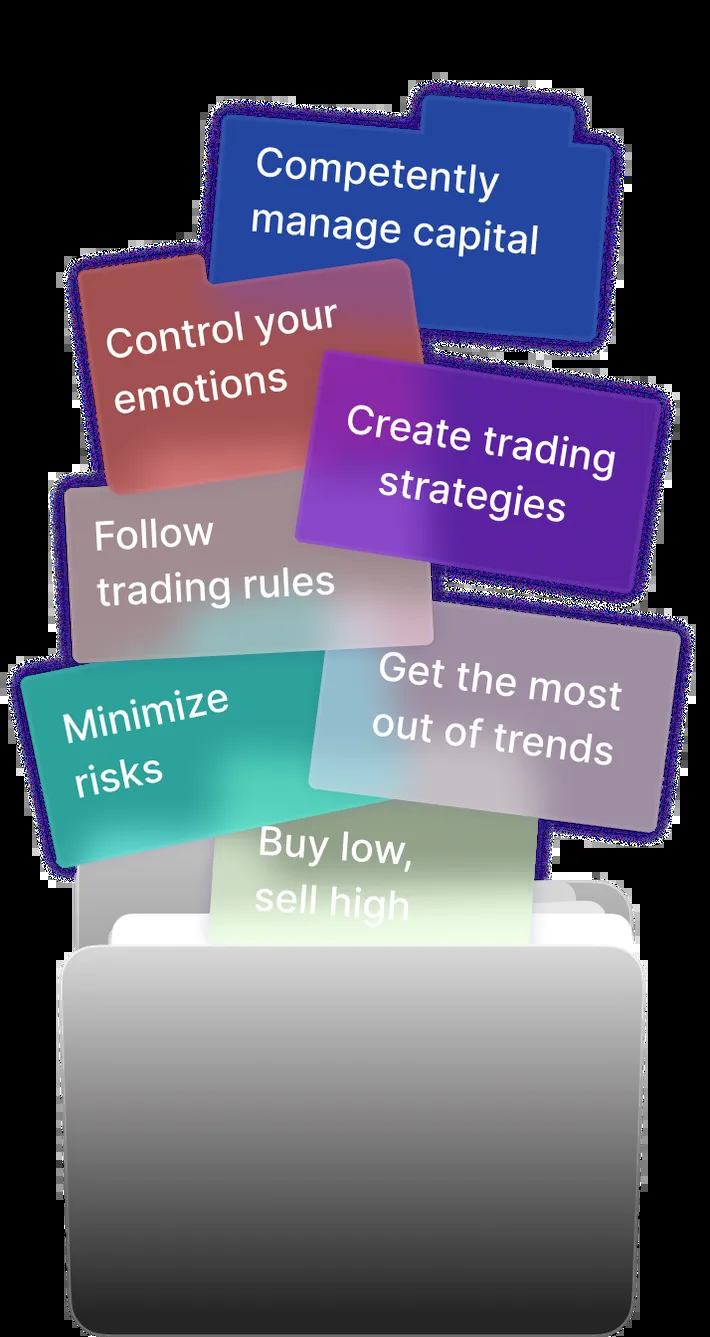 Competently
manage capital
Control your
emotions
Create trading
strategies
Follow
trading rules
Get the most
out of trends
Minimize
risks
Buy low,
sell high